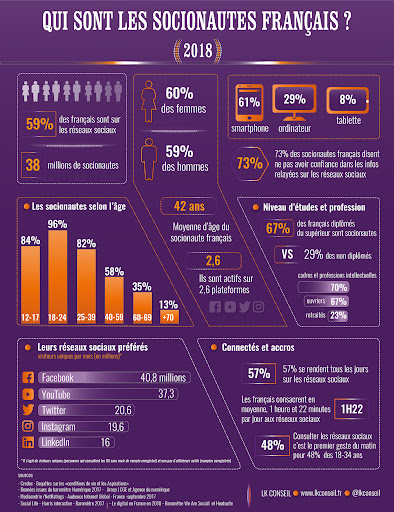 QUI SONT LES SOCIONAUTES FRANÇAIS ?
2018
59%
des français sont sur
les réseaux sociaux
38
millions de socionautes
60%
des femmes
59%
des hommes
61%
smartphone
29%
ordinateur
8%
tablette
73%
73% des socionautes français disent
ne pas avoir confiance dans les infos
relayées sur les réseaux sociaux
Les socionautes selon l'âge
84%
96%
82%
58%
35%
13%
12-17
18-24
25-39
40-59
60-69
+70
42 ans
Moyenne d'âge du
socionaute français
2,6
Ils sont actifs sur
2,6 plateformes
Niveau d'études et profession
67%
des français diplômés
du supérieur sont socionautes
VS
29% des non diplômés
cadres et professions intellectuelles
70%
ouvriers 67%
retraités 23%
Leurs réseaux sociaux préférés
visiteurs uniques par mois (en millions)*
Facebook 40,8 millions
YouTube 37,3
Twitter 20,6
Instagram 19,6
LinkedIn 16
Connectés et accros
57%
57% se rendent tous les jours
sur les réseaux sociaux
Les français consacrent en
moyenne, 1 heure et 22 minutes
par jour aux réseaux sociaux
1H22
48%
Consulter les réseaux sociaux
c'est le premier geste du matin
pour 48% des 18-34 ans
Sources
LK CONSEIL
www.lkconseil.fr
@lkconseil